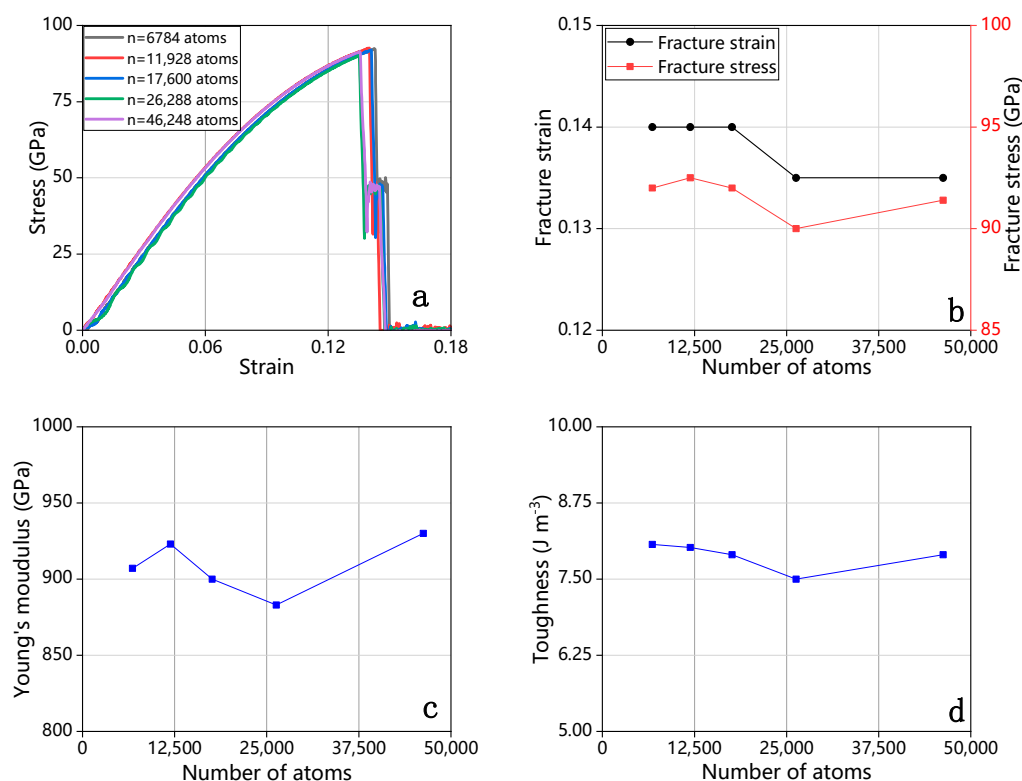 100
75
50
25
0
Stress (GPa)
n=6784 atoms
n=11,928 atoms
n=17,600 atoms
n=26,288 atoms
n=46,248 atoms
a
0.00 0.06 0.12 0.18
Strain
0.15
0.14
0.13
0.12
Fracture strain
Fracture strain
Fracture stress
100
95
90
85
Fracture stress (GPa)
b
0 12,500 25,000 37,500 50,000
Number of atoms
1000
950
900
850
800
Young's moudulus (GPa)
c
0 12,500 25,000 37,500 50,000
Number of atoms
10.00
8.75
7.50
6.25
5.00
Toughness (J m⁻³)
d
0 12,500 25,000 37,500 50,000
Number of atoms